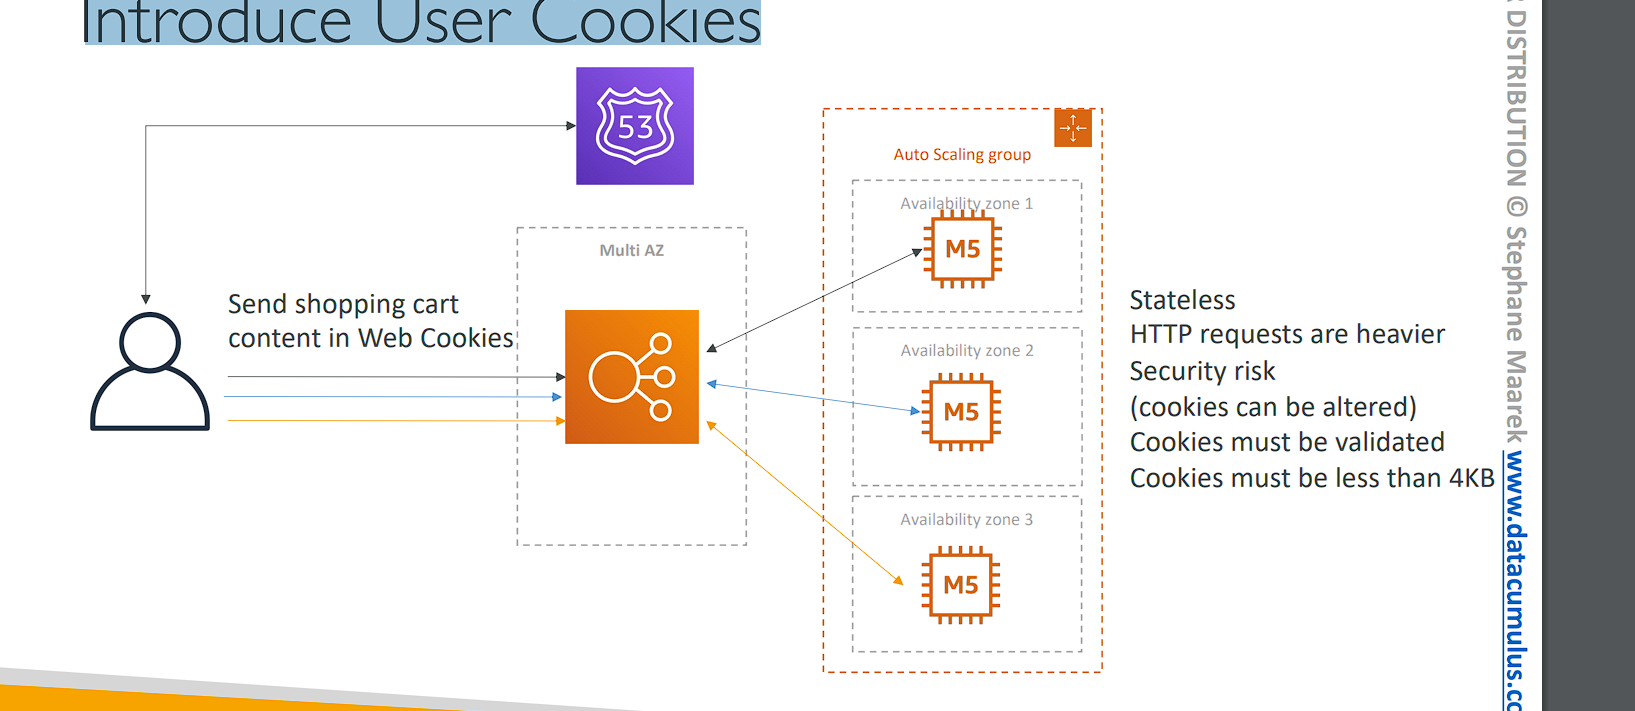 Introduce User Cookies
53
Auto Scaling group
Availability zone 1
M5
Multi AZ
Send shopping cart
content in Web Cookies
Availability zone 2
M5
Availability zone 3
M5
Stateless
HTTP requests are heavier
Security risk
(cookies can be altered)
Cookies must be validated
Cookies must be less than 4KB
DISTRIBUTION © Stephane Maarek www.datacumulus.co